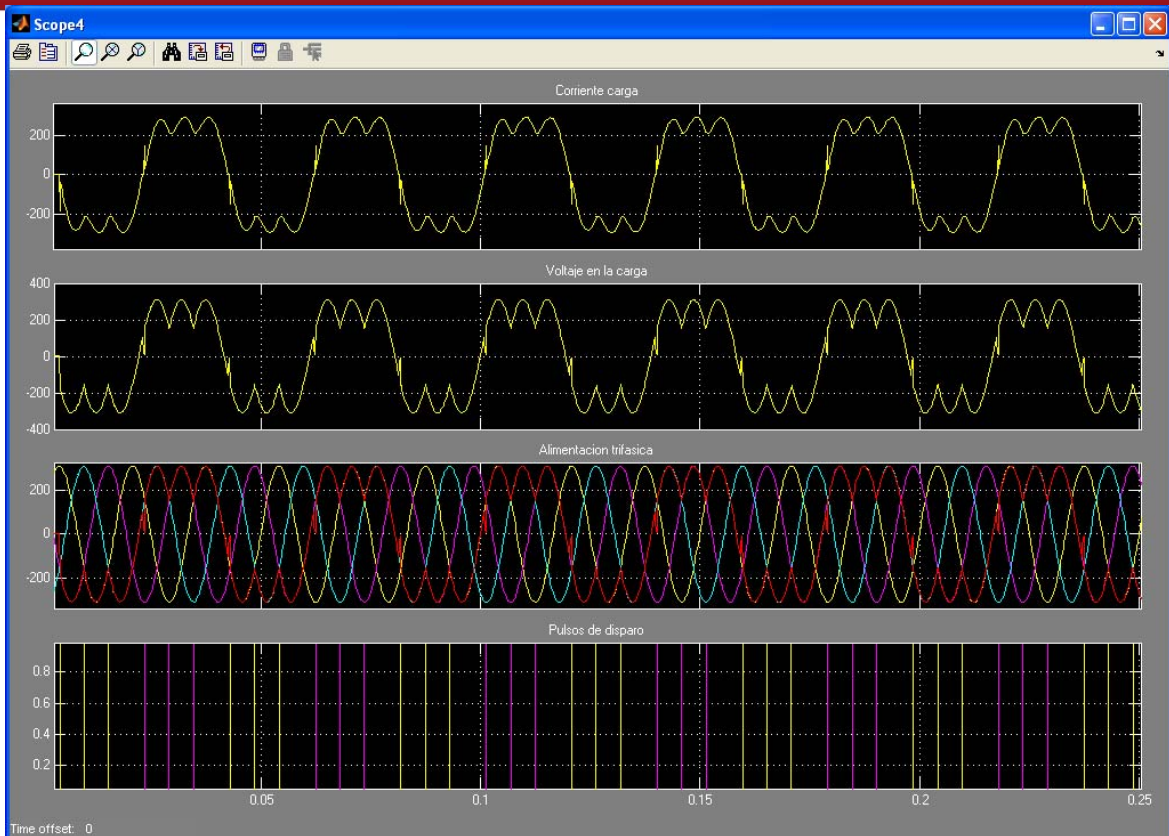 Scope4
Corriente carga
200
0
-200
Voltaje en la carga
400
200
0
-200
-400
Alimentacion trifasica
200
0
-200
Pulsos de disparo
0.8
0.6
0.4
0.2
0.05 0.1 0.15 0.2 0.25
Time offset: 0